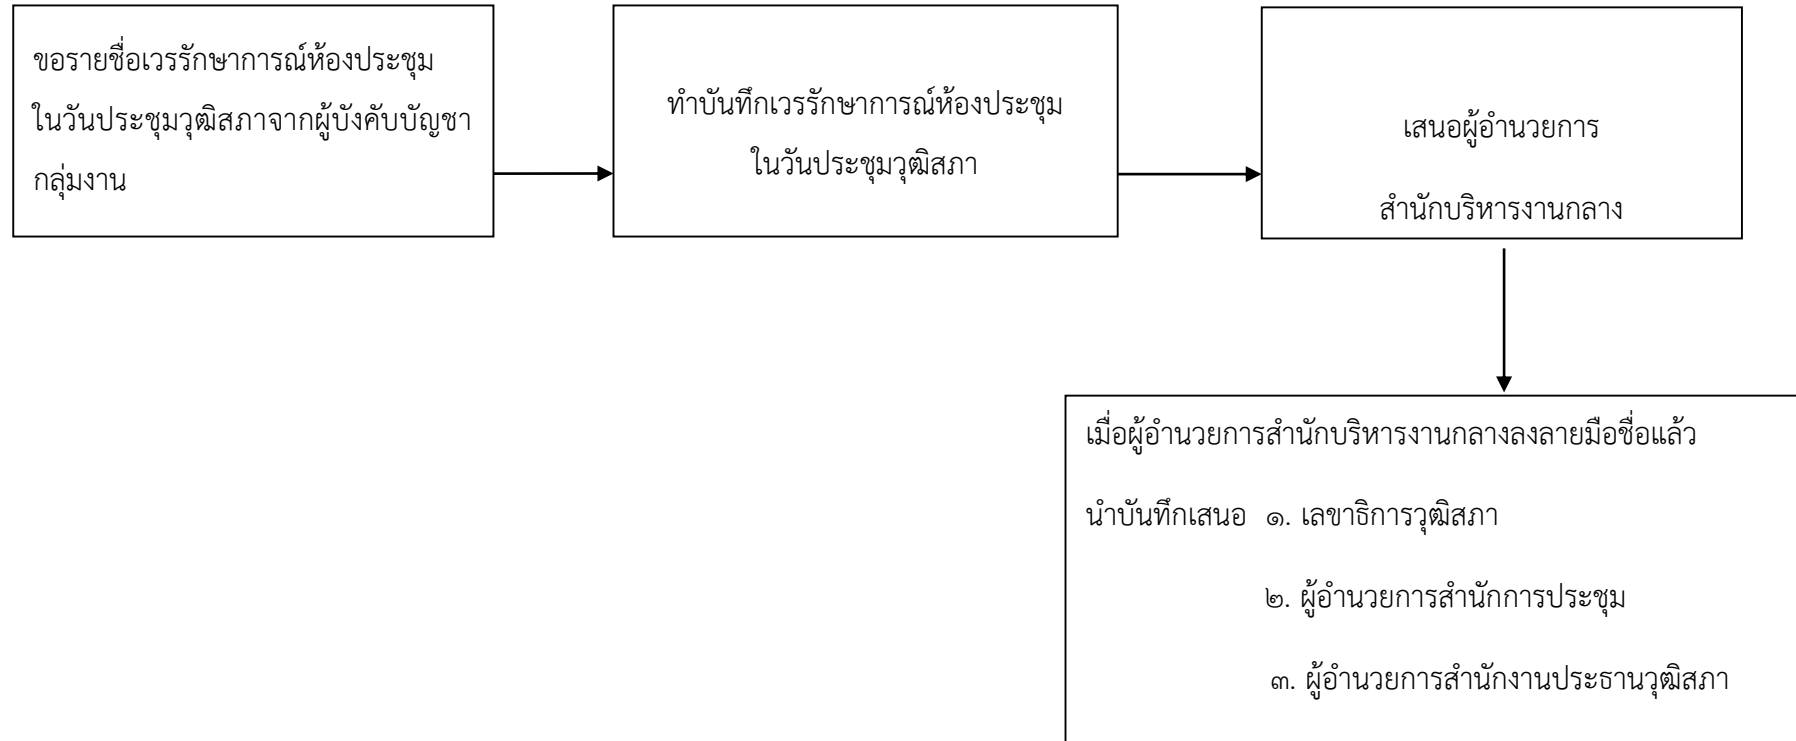 ขอรายชื่อเวรรักษาการณ์ห้องประชุม
ในวันประชุมวุฒิสภาจากผู้บังคับบัญชา
กลุ่มงาน
ทำบันทึกเวรรักษาการณ์ห้องประชุม
ในวันประชุมวุฒิสภา
เสนอผู้อำนวยการ
สำนักบริหารงานกลาง
เมื่อผู้อำนวยการสำนักบริหารงานกลางลงลายมือชื่อแล้ว
นำบันทึกเสนอ ๑. เลขาธิการวุฒิสภา
๒. ผู้อำนวยการสำนักการประชุม
๓. ผู้อำนวยการสำนักงานประธานวุฒิสภา